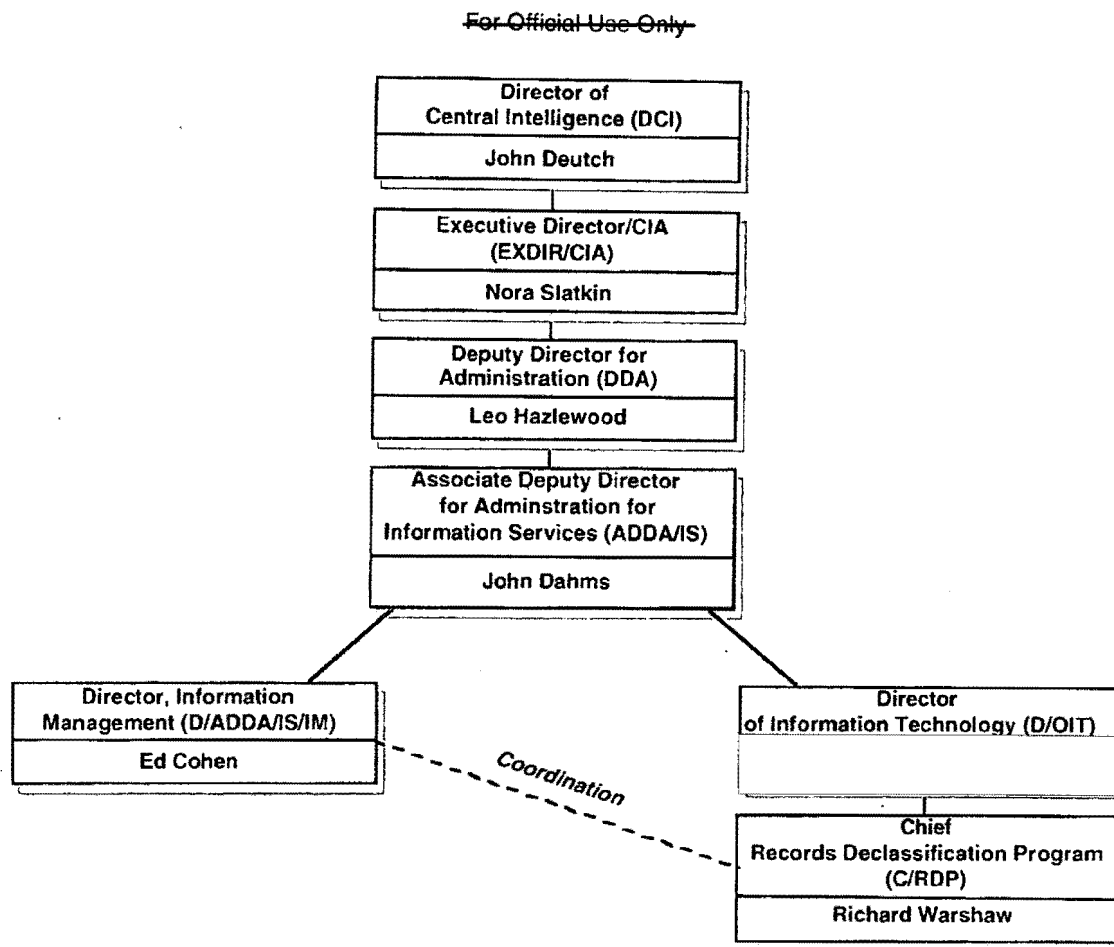 For Official Use Only
Director of
Central Intelligence (DCI)
John Deutch
Executive Director/CIA
(EXDIR/CIA)
Nora Slatkin
Deputy Director for
Administration (DDA)
Leo Hazlewood
Associate Deputy Director
for Adminstration for
Information Services (ADDA/IS)
John Dahms
Director, Information
Management (D/ADDA/IS/IM)
Ed Cohen
Director
of Information Technology (D/OIT)
Coordination
Chief
Records Declassification Program
(C/RDP)
Richard Warshaw